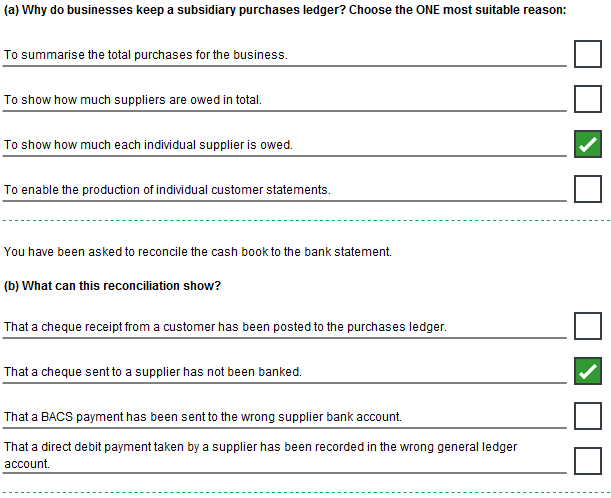 (a) Why do businesses keep a subsidiary purchases ledger? Choose the ONE most suitable reason:
To summarise the total purchases for the business.
To show how much suppliers are owed in total.
To show how much each individual supplier is owed.
To enable the production of individual customer statements.
You have been asked to reconcile the cash book to the bank statement.
(b) What can this reconciliation show?
That a cheque receipt from a customer has been posted to the purchases ledger.
That a cheque sent to a supplier has not been banked.
That a BACS payment has been sent to the wrong supplier bank account.
That a direct debit payment taken by a supplier has been recorded in the wrong general ledger
account.